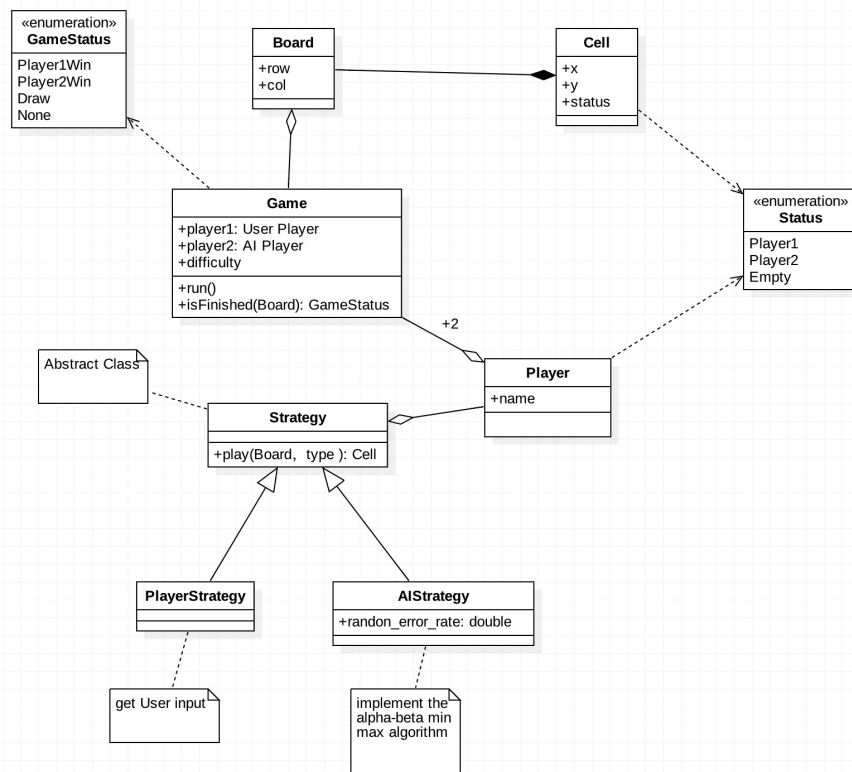 «enumeration»
GameStatus
Player1Win
Player2Win
Draw
None
Board
+row
+col
Cell
+x
+y
+status
«enumeration»
Status
Player1
Player2
Empty
Game
+player1: User Player
+player2: AI Player
+difficulty
+run()
+isFinished(Board): GameStatus
+2
Player
+name
Abstract Class
Strategy
+play(Board, type ): Cell
PlayerStrategy
AIStrategy
+randon_error_rate: double
get User input
implement the
alpha-beta min
max algorithm